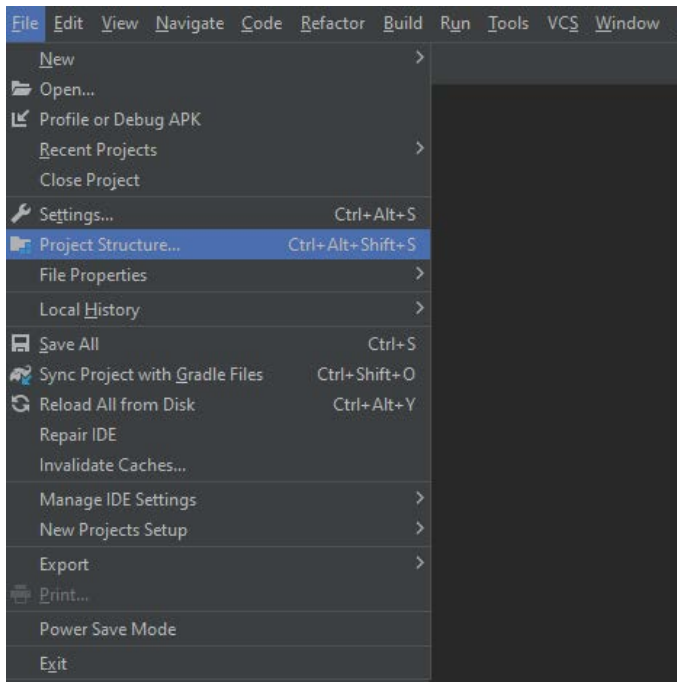 File Edit View Navigate Code Refactor Build Run Tools VCS Window
New
Open...
Profile or Debug APK
Recent Projects
Close Project
Settings... Ctrl+Alt+S
Project Structure... Ctrl+Alt+Shift+S
File Properties
Local History
Save All Ctrl+S
Sync Project with Gradle Files Ctrl+Shift+O
Reload All from Disk Ctrl+Alt+Y
Repair IDE
Invalidate Caches...
Manage IDE Settings
New Projects Setup
Export
Print...
Power Save Mode
Exit